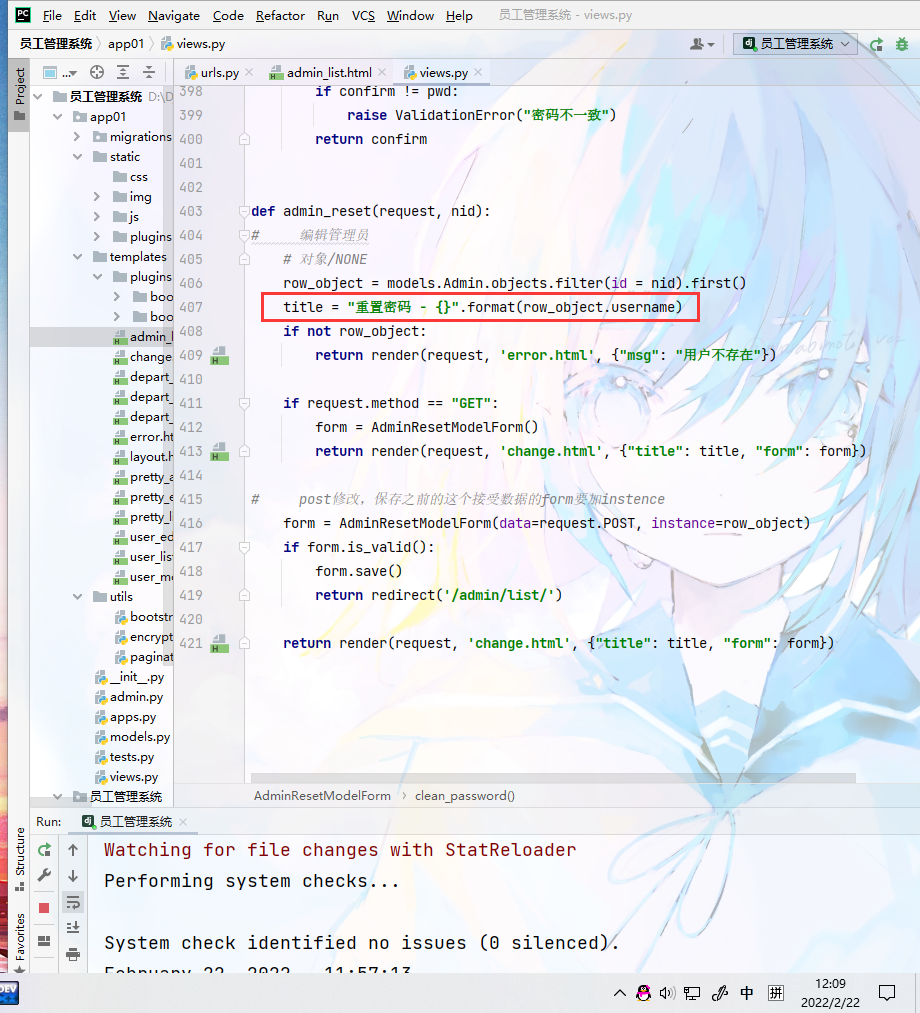 File Edit View Navigate Code Refactor Run VCS Window Help 员工管理系统 - views.py
员工管理系统 app01 views.py 员工管理系统
Project
... urls.py admin_list.html views.py
员工管理系统 D:\D
app01
migrations
static
css
img
js
plugins
templates
plugins
boo
boo
admin_l
change
depart_
depart_
depart_
error.ht
layout.h
pretty_a
pretty_e
pretty_l
user_ed
user_lis
user_mo
utils
bootstr
encrypt
paginat
__init__.py
admin.py
apps.py
models.py
tests.py
views.py
员工管理系统
398 if confirm != pwd:
399 raise ValidationError("密码不一致")
400 return confirm
401
402
403 def admin_reset(request, nid):
404 # 编辑管理员
405 # 对象/NONE
406 row_object = models.Admin.objects.filter(id = nid).first()
407 title = "重置密码 - {}".format(row_object.username)
408 if not row_object:
409 return render(request, 'error.html', {"msg": "用户不存在"})
410
411 if request.method == "GET":
412 form = AdminResetModelForm()
413 return render(request, 'change.html', {"title": title, "form": form})
414
415 # post修改，保存之前的这个接受数据的form要加instence
416 form = AdminResetModelForm(data=request.POST, instance=row_object)
417 if form.is_valid():
418 form.save()
419 return redirect('/admin/list/')
420
421 return render(request, 'change.html', {"title": title, "form": form})
AdminResetModelForm clean_password()
Run: 员工管理系统
Structure
Favorites
Watching for file changes with StatReloader
Performing system checks...
System check identified no issues (0 silenced).
February 22, 2022 - 11:57:13
DEV
中 拼 12:09
2022/2/22